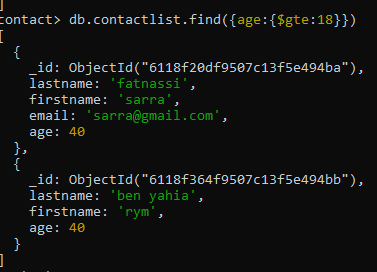 ]
contact> db.contactlist.find({age:{$gte:18}})
[
  {
    _id: ObjectId("6118f20df9507c13f5e494ba"),
    lastname: 'fatnassi',
    firstname: 'sarra',
    email: 'sarra@gmail.com',
    age: 40
  },
  {
    _id: ObjectId("6118f364f9507c13f5e494bb"),
    lastname: 'ben yahia',
    firstname: 'rym',
    age: 40
  }
]